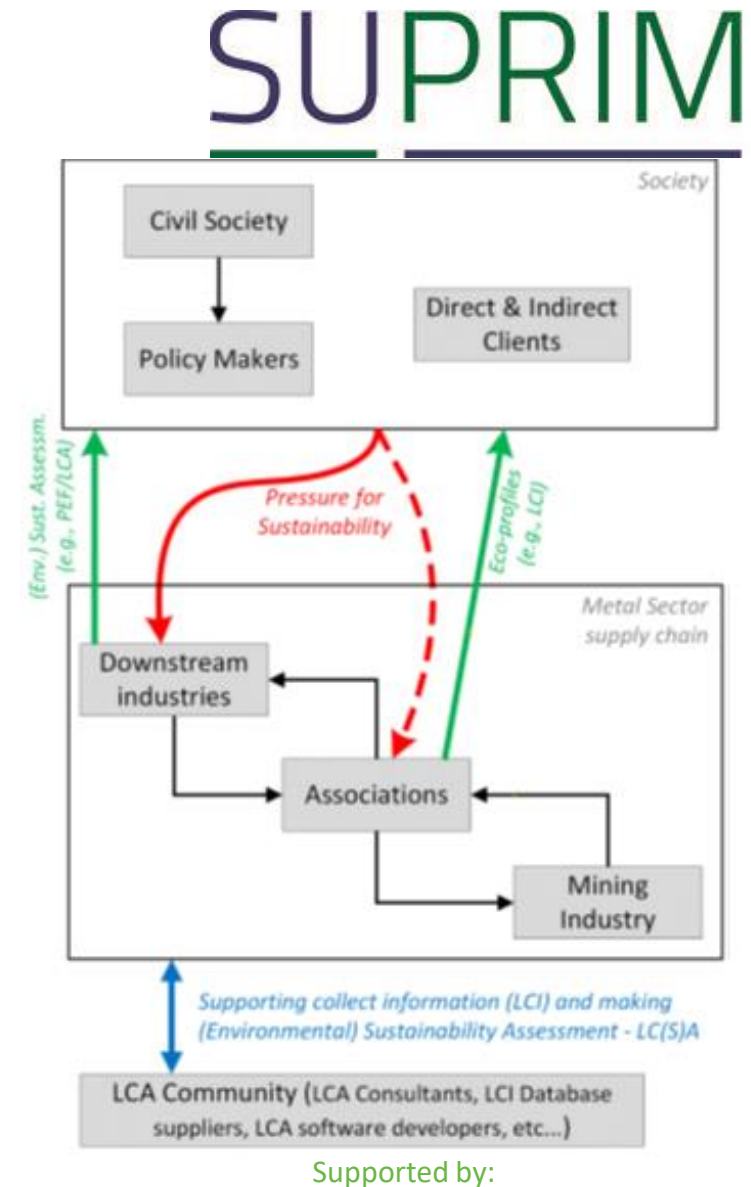 SUPRIM
Society
Civil Society
Direct & Indirect
Clients
Policy Makers
(Env.) Sust. Assessm.
(e.g., PEF/LCA)
Pressure for
Sustainability
Eco-profiles
(e.g., LCI)
Metal Sector
supply chain
Downstream
industries
Associations
Mining
Industry
Supporting collect information (LCI) and making
(Environmental) Sustainability Assessment - LC(S)A
LCA Community (LCA Consultants, LCI Database
suppliers, LCA software developers, etc...)
Supported by: